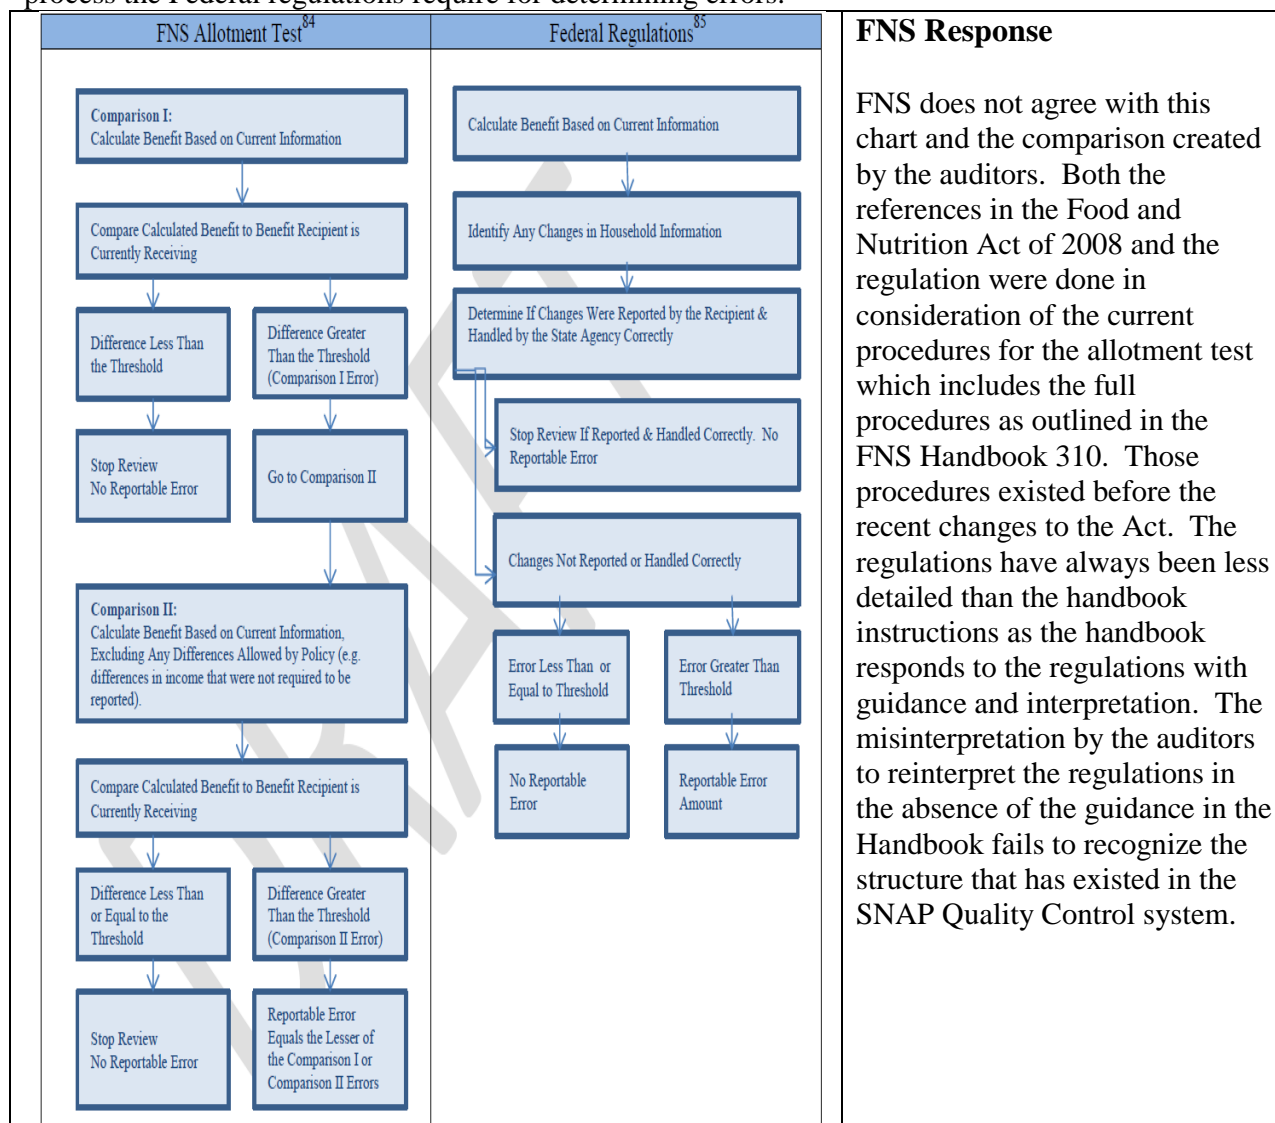 process the Federal regulations require for determining errors.
FNS Allotment Test84
Comparison I:
Calculate Benefit Based on Current Information
Compare Calculated Benefit to Benefit Recipient is
Currently Receiving
Difference Less Than
the Threshold
Difference Greater
Than the Threshold
(Comparison I Error)
Stop Review
No Reportable Error
Go to Comparison II
Comparison II:
Calculate Benefit Based on Current Information,
Excluding Any Differences Allowed by Policy (e.g.
differences in income that were not required to be
reported).
Compare Calculated Benefit to Benefit Recipient is
Currently Receiving
Difference Less Than
or Equal to the
Threshold
Difference Greater
Than the Threshold
(Comparison II Error)
Stop Review
No Reportable Error
Reportable Error
Equals the Lesser of
the Comparison I or
Comparison II Errors
Federal Regulations85
Calculate Benefit Based on Current Information
Identify Any Changes in Household Information
Determine If Changes Were Reported by the Recipient &
Handled by the State Agency Correctly
Stop Review If Reported & Handled Correctly. No
Reportable Error
Changes Not Reported or Handled Correctly
Error Less Than or
Equal to Threshold
Error Greater Than
Threshold
No Reportable
Error
Reportable Error
Amount
FNS Response
FNS does not agree with this
chart and the comparison created
by the auditors. Both the
references in the Food and
Nutrition Act of 2008 and the
regulation were done in
consideration of the current
procedures for the allotment test
which includes the full
procedures as outlined in the
FNS Handbook 310. Those
procedures existed before the
recent changes to the Act. The
regulations have always been less
detailed than the handbook
instructions as the handbook
responds to the regulations with
guidance and interpretation. The
misinterpretation by the auditors
to reinterpret the regulations in
the absence of the guidance in the
Handbook fails to recognize the
structure that has existed in the
SNAP Quality Control system.
DRAFT